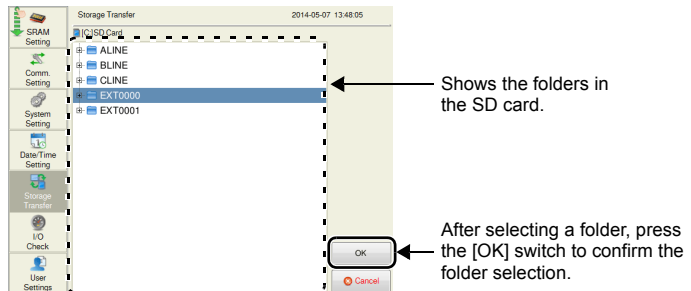 Storage Transfer 2014-05-07 13:48:05
[C:]SD Card
SRAM
Setting
Comm.
Setting
System
Setting
Date/Time
Setting
Storage
Transfer
I/O
Check
User
Settings
ALINE
BLINE
CLINE
EXT0000
EXT0001
OK
Cancel
Shows the folders in
the SD card.
After selecting a folder, press
the [OK] switch to confirm the
folder selection.